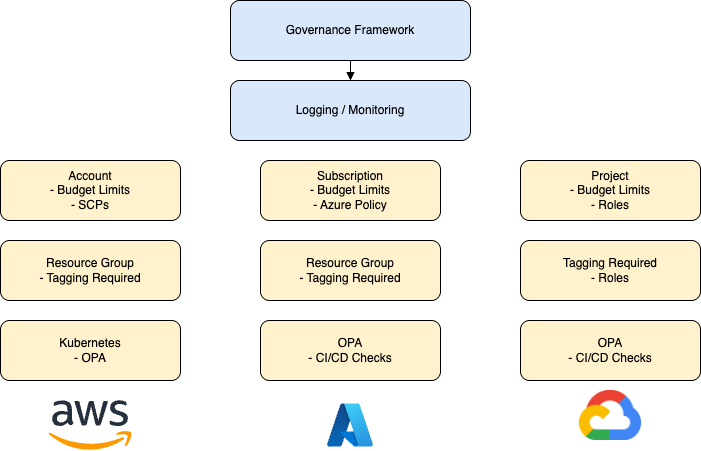 Governance Framework
Logging / Monitoring
Account
- Budget Limits
- SCPs
Subscription
- Budget Limits
- Azure Policy
Project
- Budget Limits
- Roles
Resource Group
- Tagging Required
Resource Group
- Tagging Required
Tagging Required
- Roles
Kubernetes
- OPA
OPA
- CI/CD Checks
OPA
- CI/CD Checks
aws